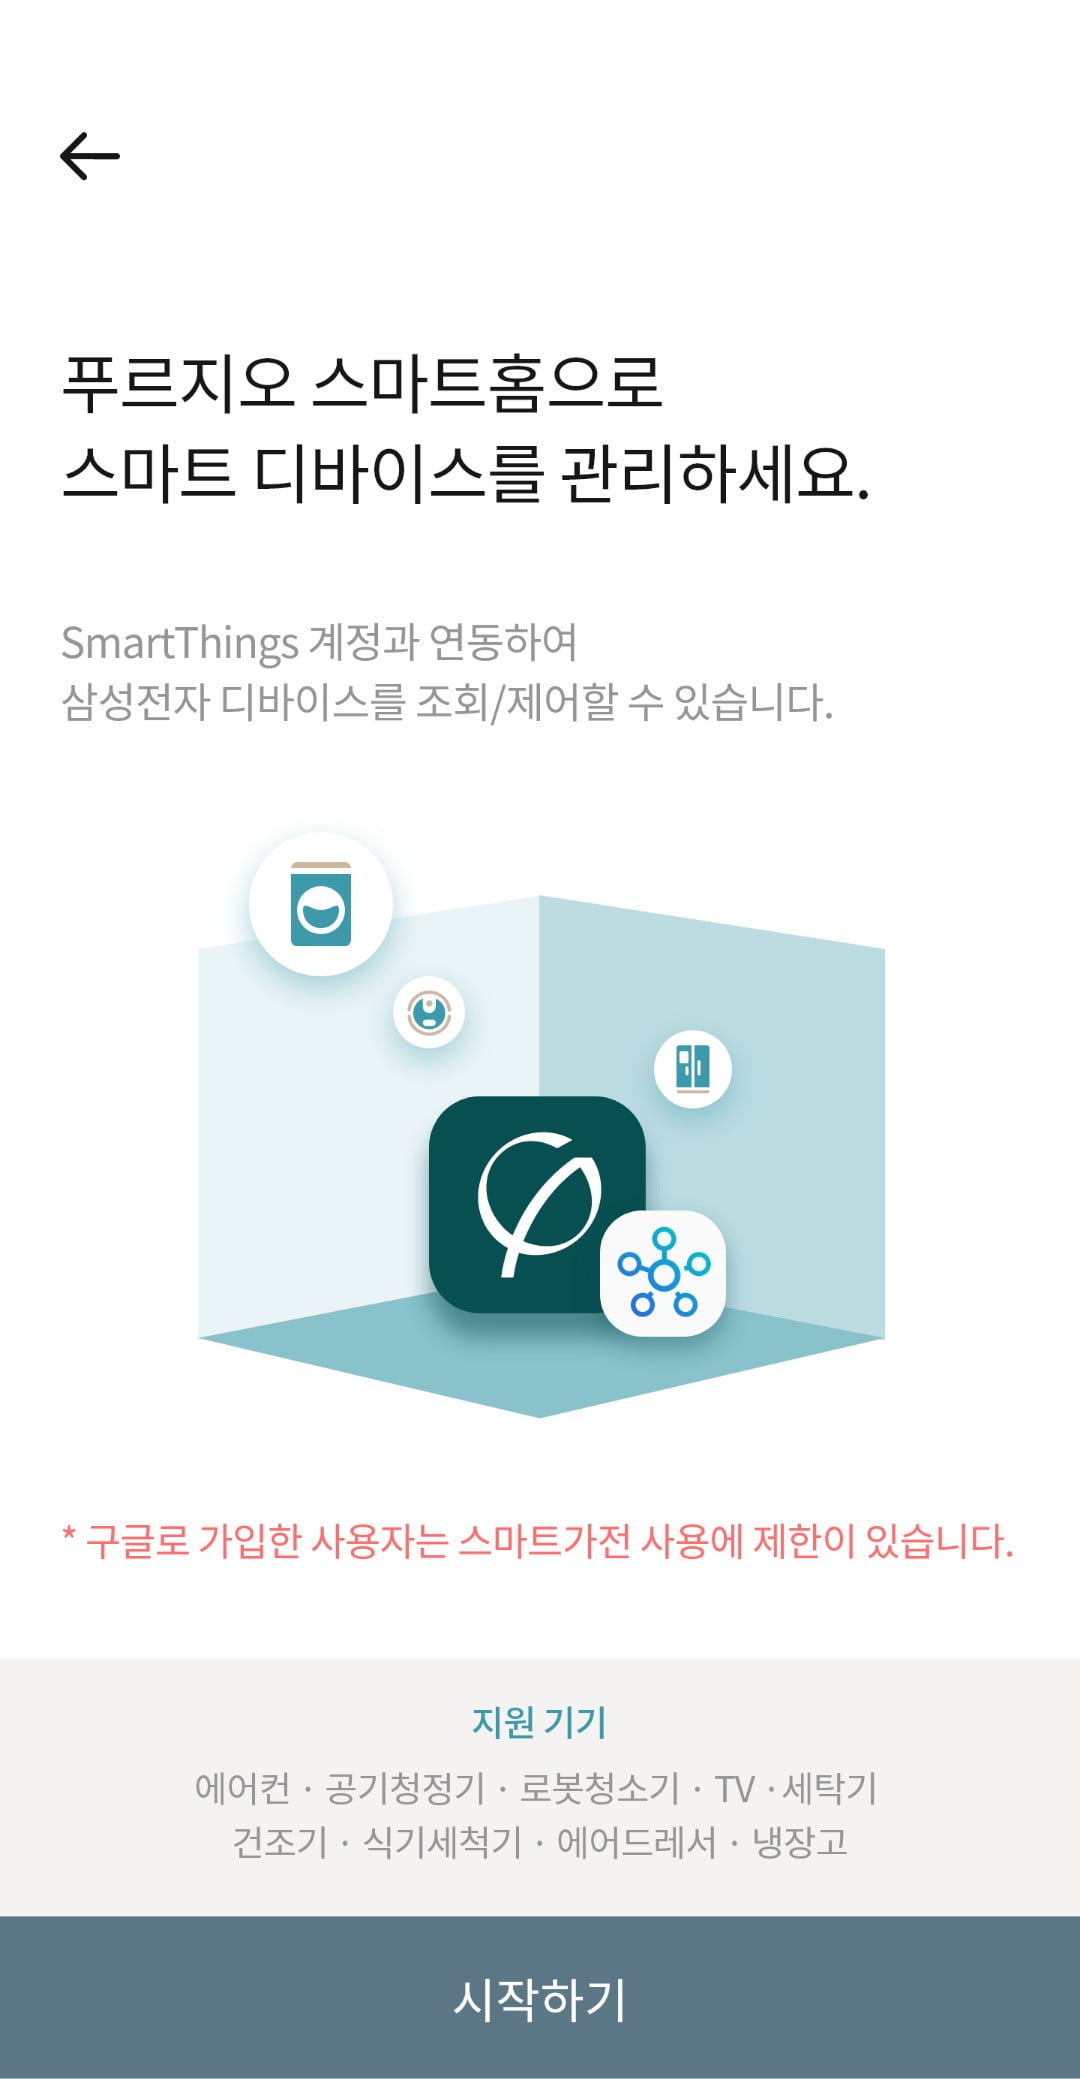 푸르지오 스마트홈으로
스마트 디바이스를 관리하세요.
SmartThings 계정과 연동하여
삼성전자 디바이스를 조회/제어할 수 있습니다.
* 구글로 가입한 사용자는 스마트가전 사용에 제한이 있습니다.
지원 기기
에어컨 · 공기청정기 · 로봇청소기 · TV ·세탁기
건조기 · 식기세척기 · 에어드레서 · 냉장고
시작하기